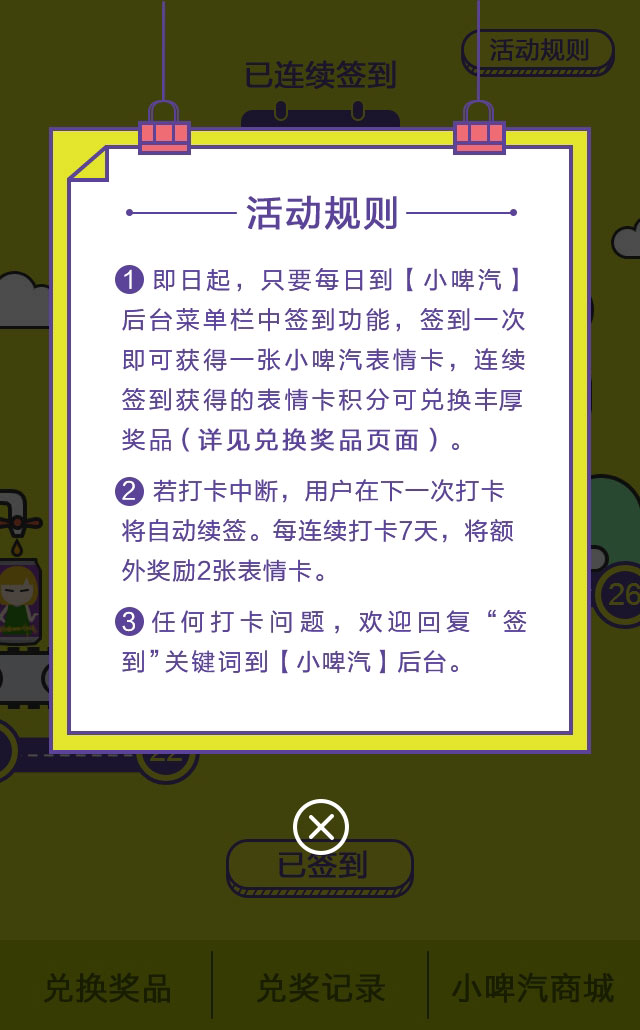 已连续签到
活动规则
活动规则
1 即日起，只要每日到【小啤汽】
后台菜单栏中签到功能，签到一次
即可获得一张小啤汽表情卡，连续
签到获得的表情卡积分可兑换丰厚
奖品（详见兑换奖品页面）。
2 若打卡中断，用户在下一次打卡
将自动续签。每连续打卡7天，将额
外奖励2张表情卡。
3 任何打卡问题，欢迎回复“签
到”关键词到【小啤汽】后台。
26
22
已签到
兑换奖品
兑奖记录
小啤汽商城